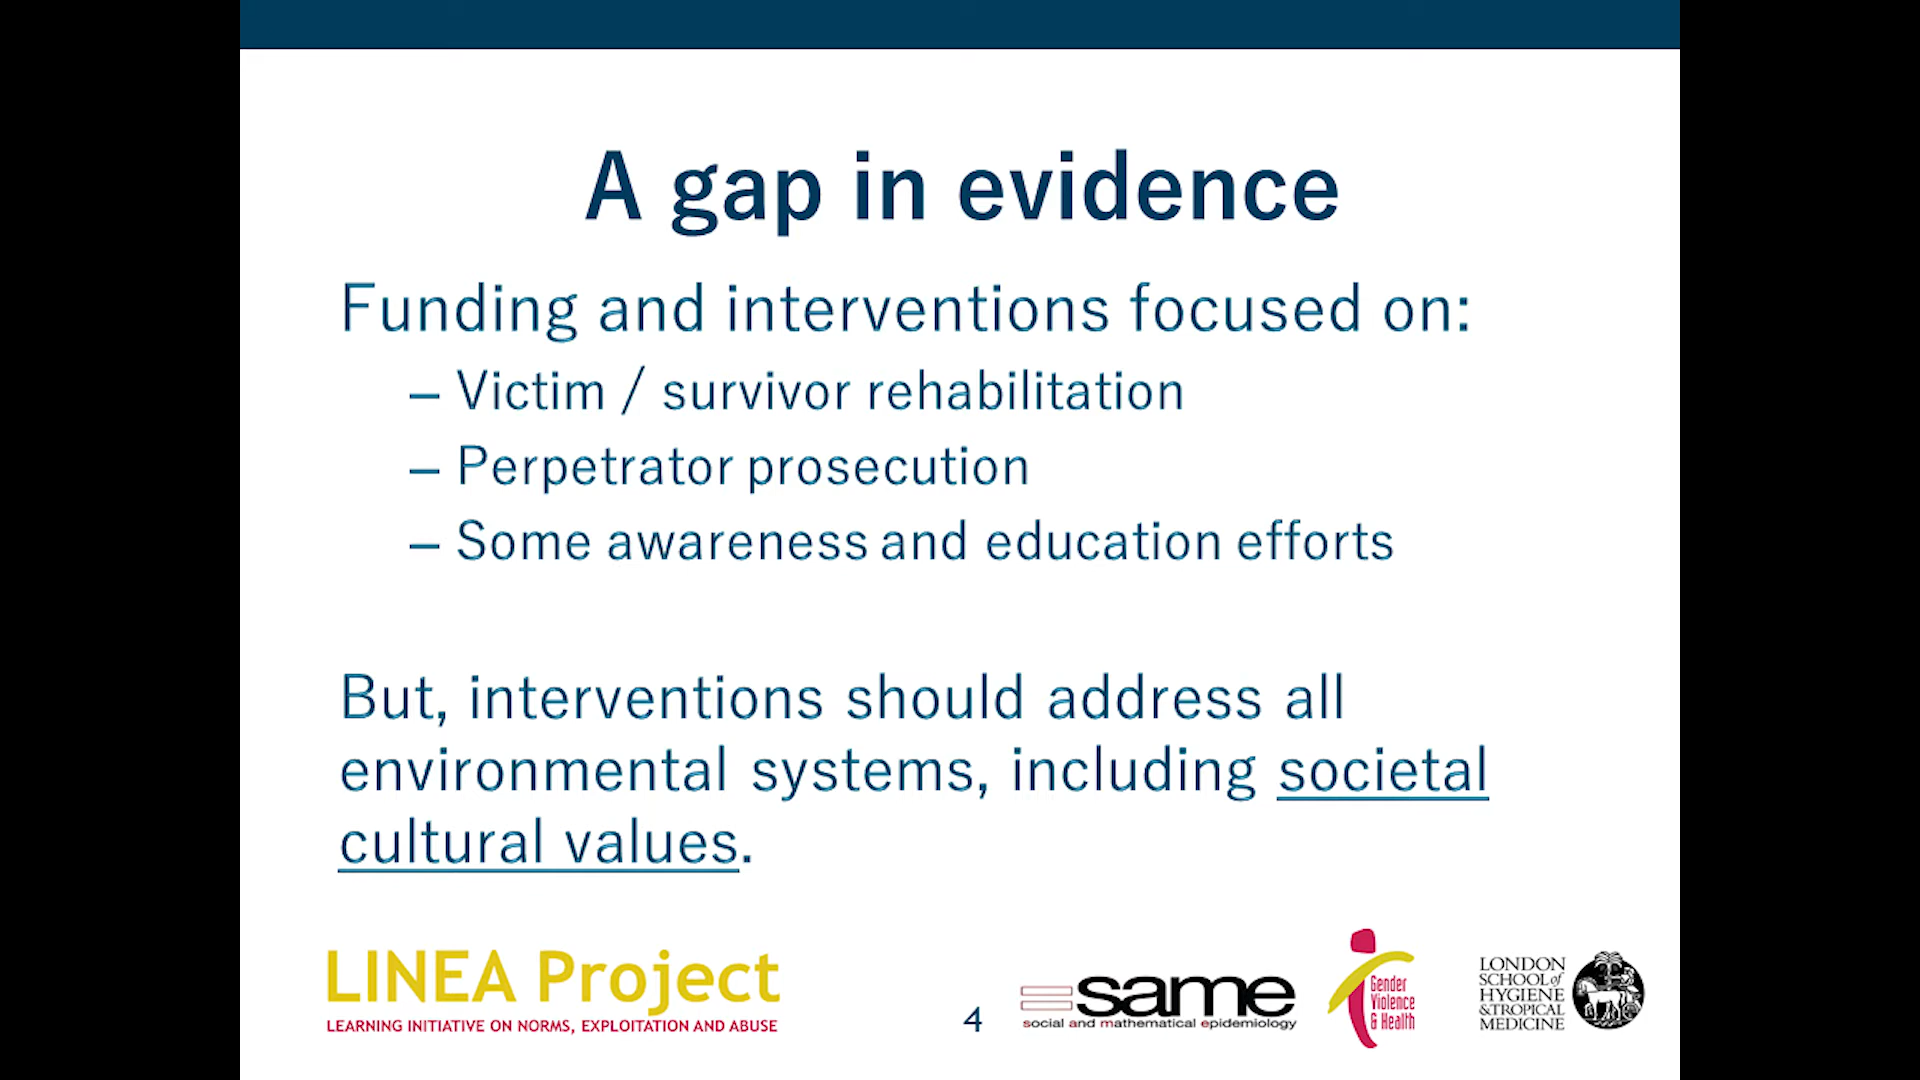 A gap in evidence
Funding and interventions focused on:
– Victim / survivor rehabilitation
– Perpetrator prosecution
– Some awareness and education efforts
But, interventions should address all
environmental systems, including societal
cultural values.
LINEA Project
LEARNING INITIATIVE ON NORMS, EXPLOITATION AND ABUSE
4
same
social and mathematical epidemiology
Gender
Violence
& Health
LONDON
SCHOOL of
HYGIENE
& TROPICAL
MEDICINE